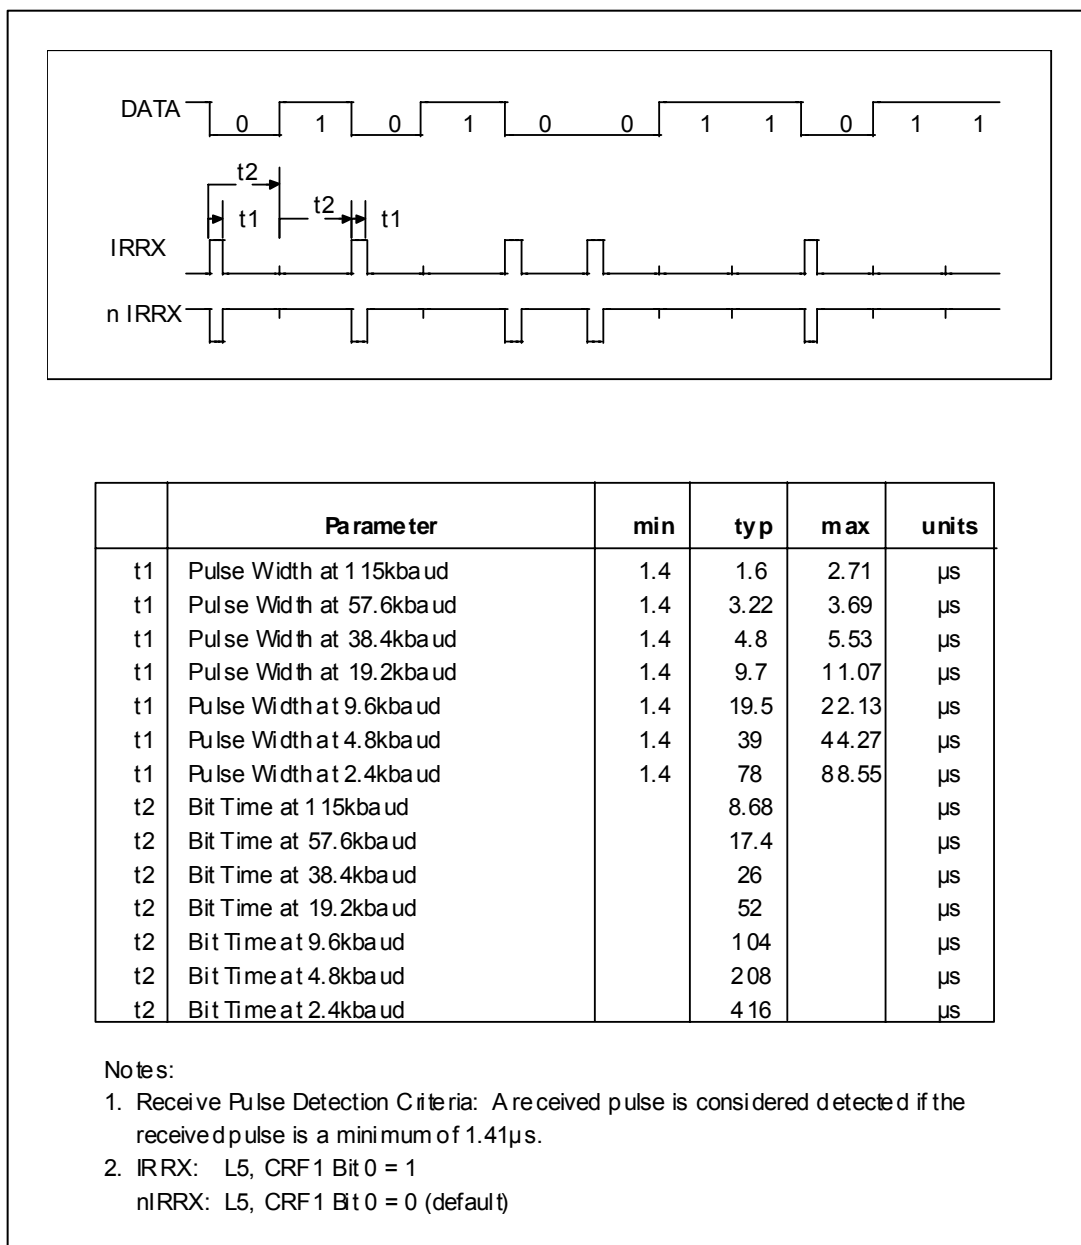 DATA 0 1 0 1 0 0 1 1 0 1 1
t2
t1 t2 t1
IRRX
n IRRX
Parameter min typ max units
t1 Pulse Width at 115kbaud 1.4 1.6 2.71 µs
t1 Pulse Width at 57.6kbaud 1.4 3.22 3.69 µs
t1 Pulse Width at 38.4kbaud 1.4 4.8 5.53 µs
t1 Pulse Width at 19.2kbaud 1.4 9.7 11.07 µs
t1 Pulse Width at 9.6kbaud 1.4 19.5 22.13 µs
t1 Pulse Width at 4.8kbaud 1.4 39 44.27 µs
t1 Pulse Width at 2.4kbaud 1.4 78 88.55 µs
t2 Bit Time at 115kbaud 8.68 µs
t2 Bit Time at 57.6kbaud 17.4 µs
t2 Bit Time at 38.4kbaud 26 µs
t2 Bit Time at 19.2kbaud 52 µs
t2 Bit Time at 9.6kbaud 104 µs
t2 Bit Time at 4.8kbaud 208 µs
t2 Bit Time at 2.4kbaud 416 µs
Notes:
1. Receive Pulse Detection Criteria: A received pulse is considered detected if the
received pulse is a minimum of 1.41µs.
2. IRRX: L5, CRF1 Bit 0 = 1
nIRRX: L5, CRF1 Bit 0 = 0 (default)